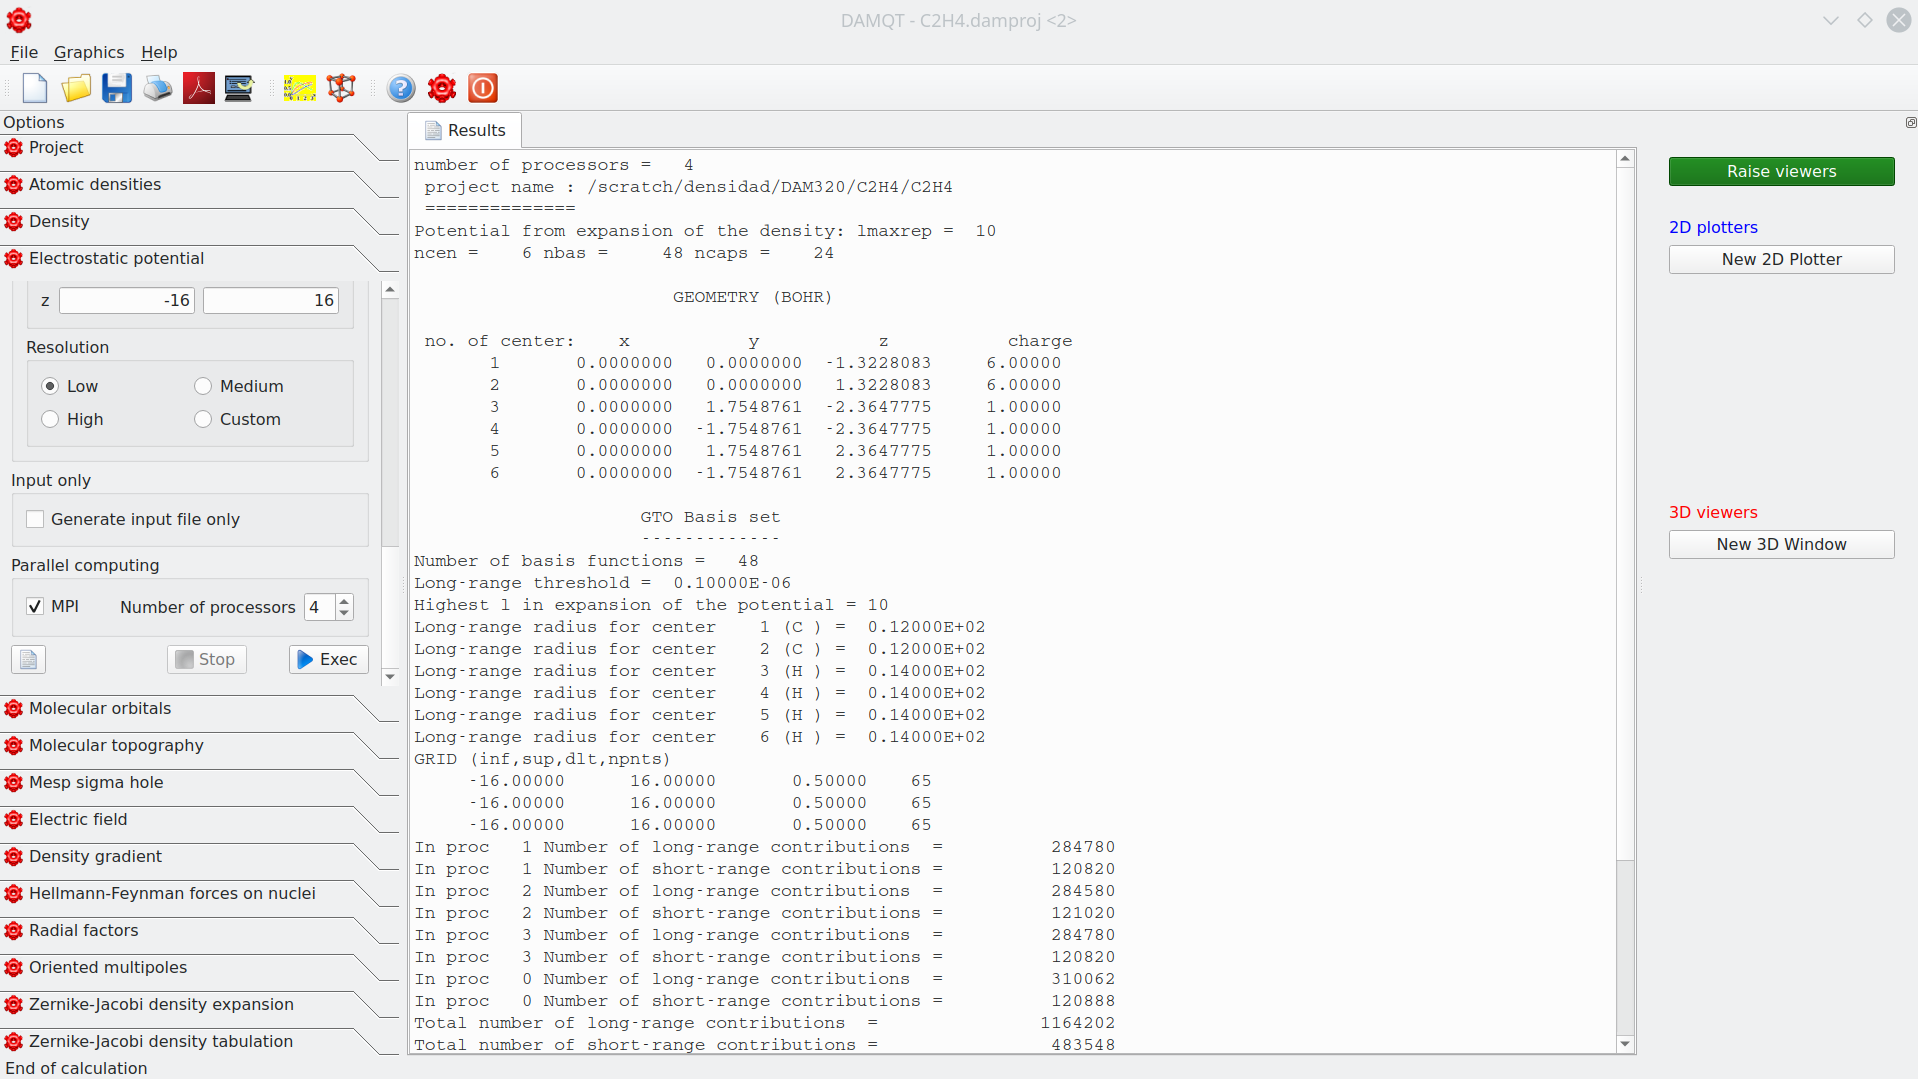 DAMQT - C2H4.damproj <2>
File Graphics Help
Options
Project
Atomic densities
Density
Electrostatic potential
z -16 16
Resolution
Low Medium
High Custom
Input only
Generate input file only
Parallel computing
MPI Number of processors 4
Stop Exec
Molecular orbitals
Molecular topography
Mesp sigma hole
Electric field
Density gradient
Hellmann-Feynman forces on nuclei
Radial factors
Oriented multipoles
Zernike-Jacobi density expansion
Zernike-Jacobi density tabulation
End of calculation
Results
number of processors = 4
project name : /scratch/densidad/DAM320/C2H4/C2H4
==============
Potential from expansion of the density: lmaxrep = 10
ncen = 6 nbas = 48 ncaps = 24
GEOMETRY (BOHR)
no. of center: x y z charge
1 0.0000000 0.0000000 -1.3228083 6.00000
2 0.0000000 0.0000000 1.3228083 6.00000
3 0.0000000 1.7548761 -2.3647775 1.00000
4 0.0000000 -1.7548761 -2.3647775 1.00000
5 0.0000000 1.7548761 2.3647775 1.00000
6 0.0000000 -1.7548761 2.3647775 1.00000
GTO Basis set
-------------
Number of basis functions = 48
Long-range threshold = 0.10000E-06
Highest l in expansion of the potential = 10
Long-range radius for center 1 (C ) = 0.12000E+02
Long-range radius for center 2 (C ) = 0.12000E+02
Long-range radius for center 3 (H ) = 0.14000E+02
Long-range radius for center 4 (H ) = 0.14000E+02
Long-range radius for center 5 (H ) = 0.14000E+02
Long-range radius for center 6 (H ) = 0.14000E+02
GRID (inf,sup,dlt,npnts)
-16.00000 16.00000 0.50000 65
-16.00000 16.00000 0.50000 65
-16.00000 16.00000 0.50000 65
In proc 1 Number of long-range contributions = 284780
In proc 1 Number of short-range contributions = 120820
In proc 2 Number of long-range contributions = 284580
In proc 2 Number of short-range contributions = 121020
In proc 3 Number of long-range contributions = 284780
In proc 3 Number of short-range contributions = 120820
In proc 0 Number of long-range contributions = 310062
In proc 0 Number of short-range contributions = 120888
Total number of long-range contributions = 1164202
Total number of short-range contributions = 483548
Raise viewers
2D plotters
New 2D Plotter
3D viewers
New 3D Window